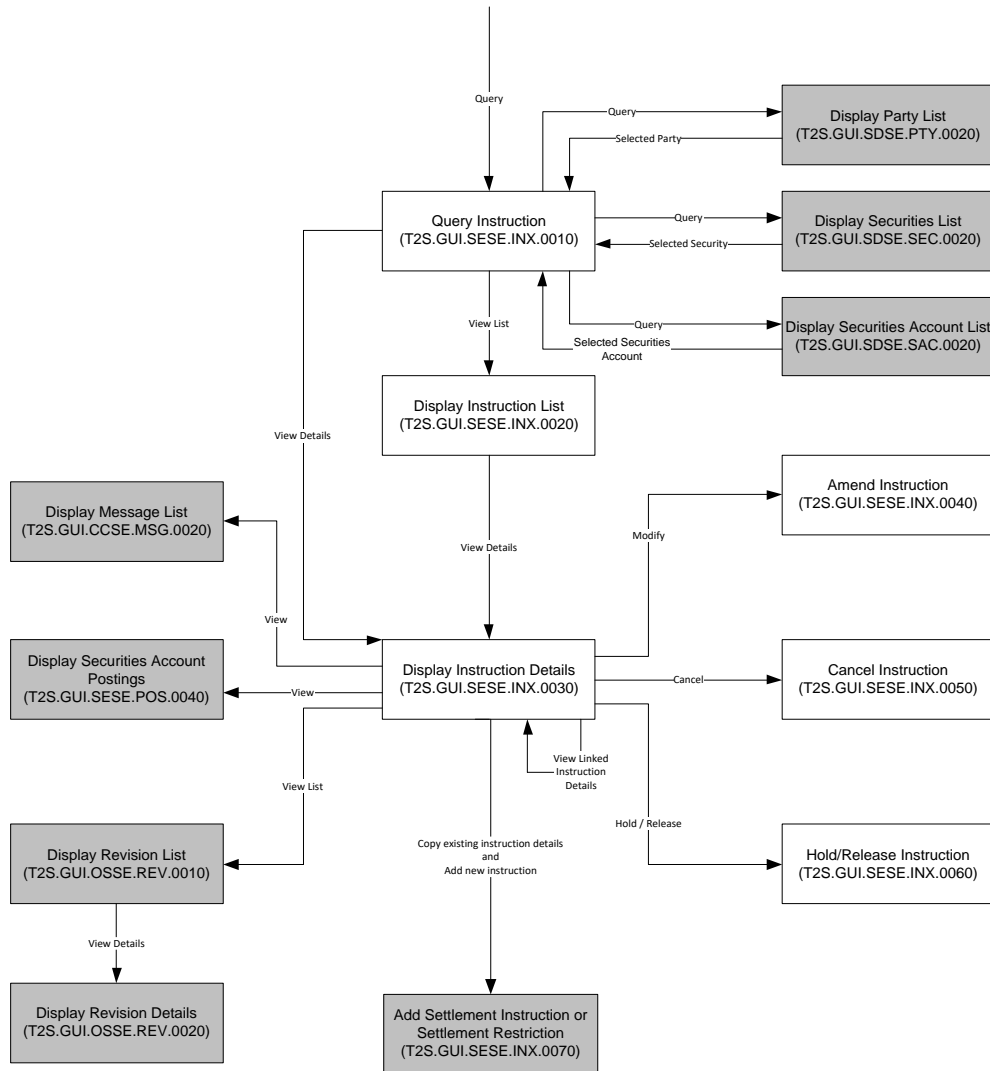 Query
Query
Display Party List
(T2S.GUI.SDSE.PTY.0020)
Selected Party
Query Instruction
(T2S.GUI.SESE.INX.0010)
Query
Display Securities List
(T2S.GUI.SDSE.SEC.0020)
Selected Security
View List
Query
Display Securities Account List
(T2S.GUI.SDSE.SAC.0020)
Selected Securities
Account
Display Instruction List
(T2S.GUI.SESE.INX.0020)
View Details
Amend Instruction
(T2S.GUI.SESE.INX.0040)
Display Message List
(T2S.GUI.CCSE.MSG.0020)
Modify
View Details
View
Display Securities Account
Postings
(T2S.GUI.SESE.POS.0040)
View
Display Instruction Details
(T2S.GUI.SESE.INX.0030)
Cancel
Cancel Instruction
(T2S.GUI.SESE.INX.0050)
View Linked
Instruction
Details
View List
Hold / Release
Copy existing instruction details
and
Add new instruction
Display Revision List
(T2S.GUI.OSSE.REV.0010)
Hold/Release Instruction
(T2S.GUI.SESE.INX.0060)
View Details
Display Revision Details
(T2S.GUI.OSSE.REV.0020)
Add Settlement Instruction or
Settlement Restriction
(T2S.GUI.SESE.INX.0070)